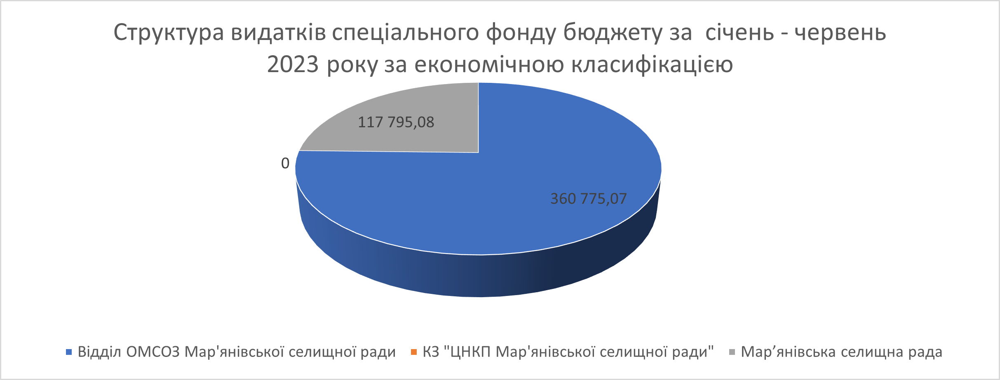 Структура видатків спеціального фонду бюджету за  січень - червень
2023 року за економічною класифікацією
117 795,08
0
360 775,07
Відділ ОМСОЗ Мар'янівської селищної ради
КЗ "ЦНКП Мар'янівської селищної ради"
Мар’янівська селищна рада